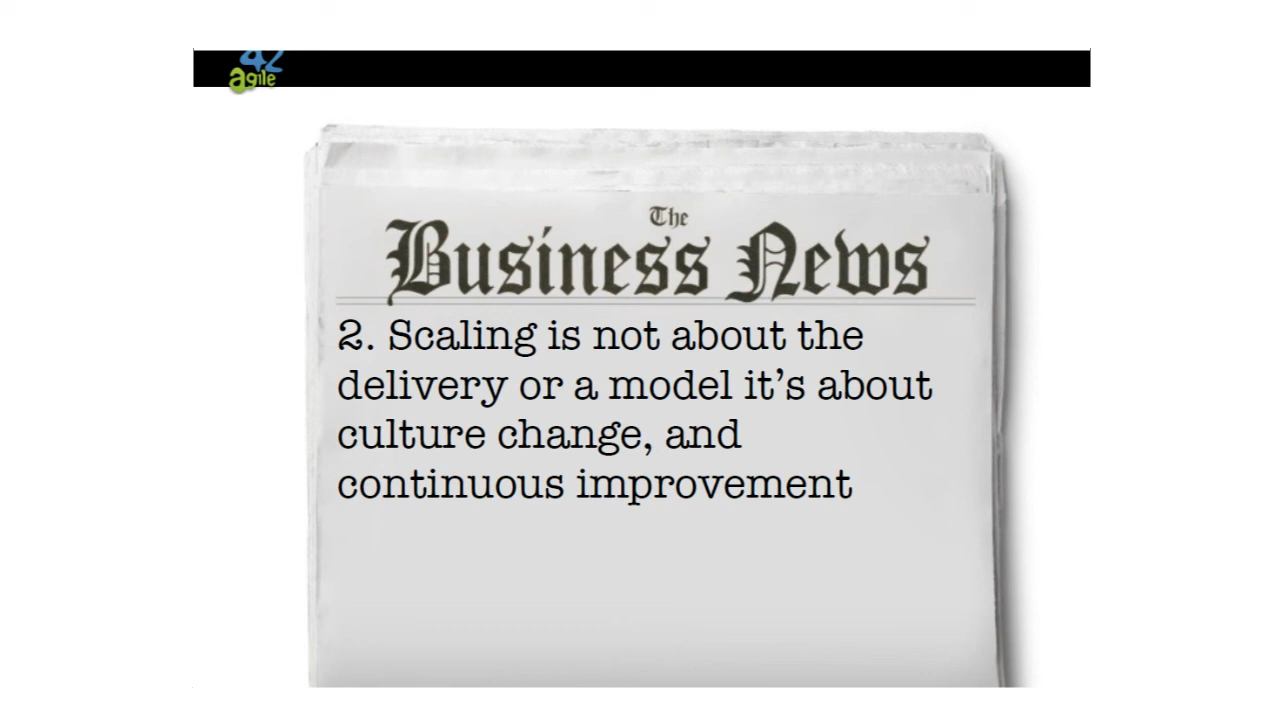 42
agile
The
Business News
2. Scaling is not about the
delivery or a model it's about
culture change, and
continuous improvement